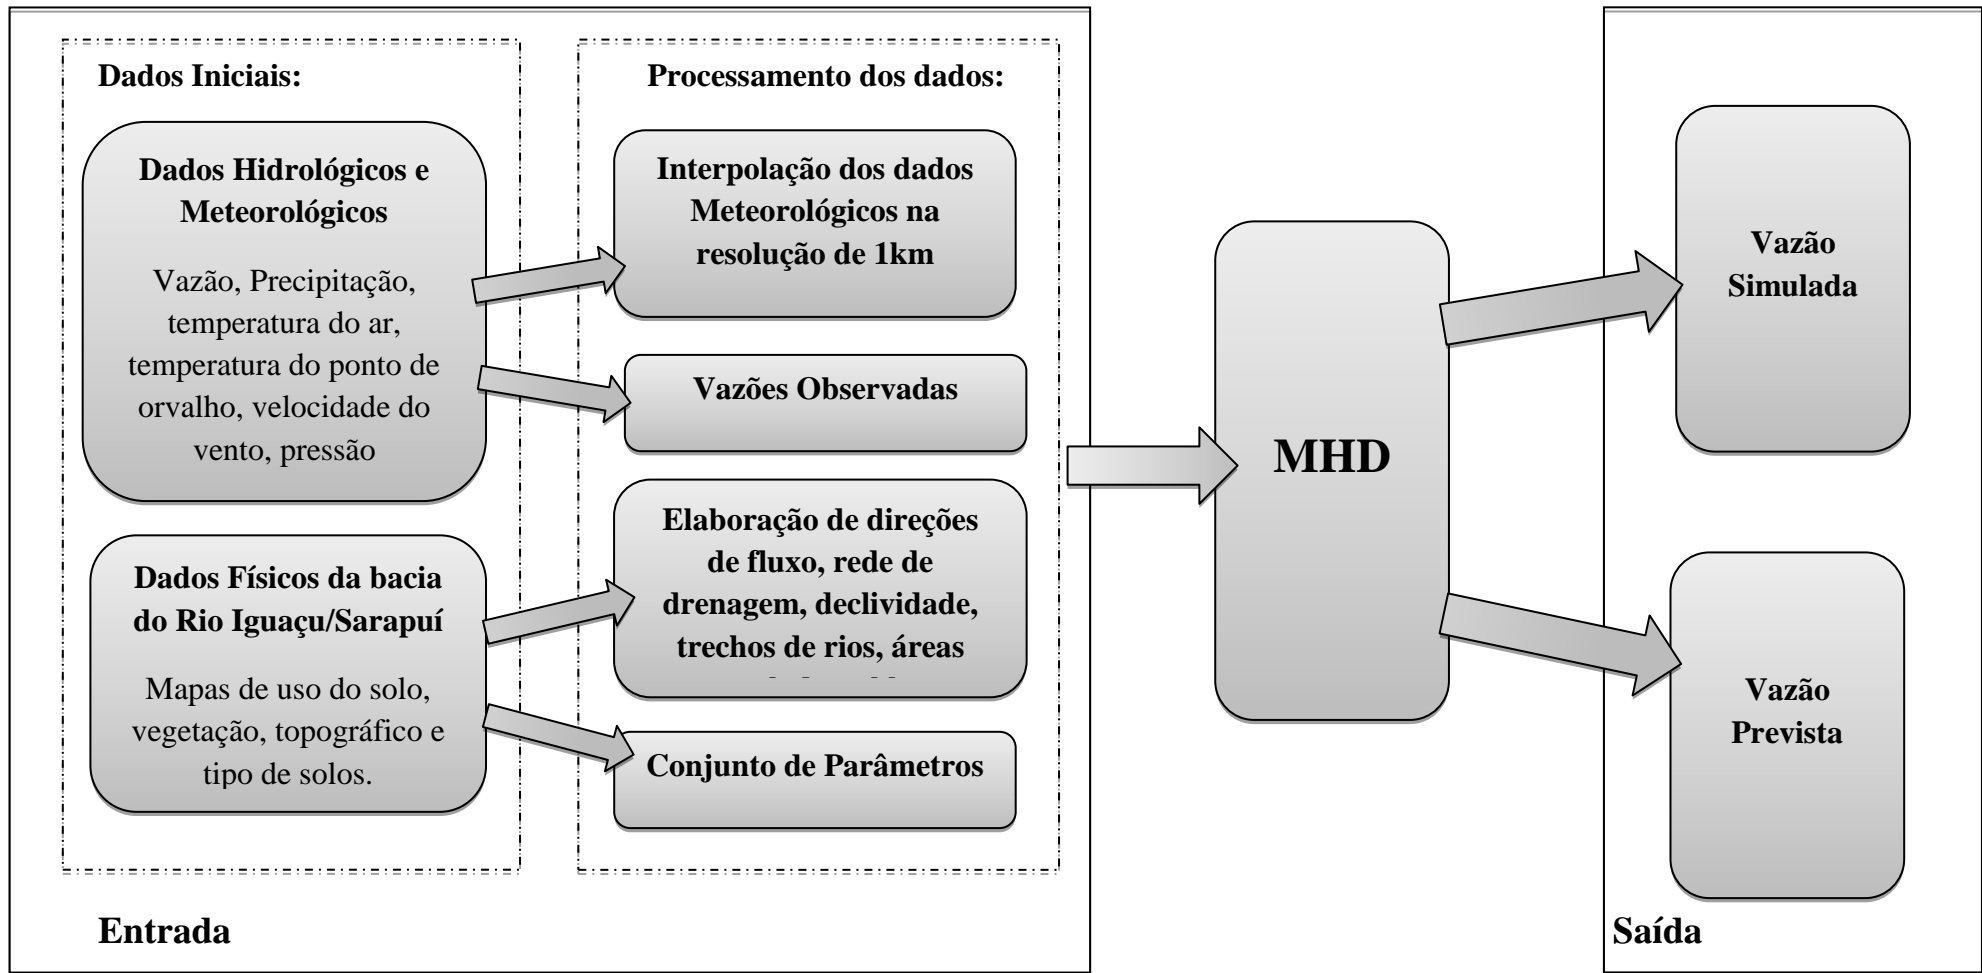 Dados Iniciais:
Dados Hidrológicos e
Meteorológicos
Vazão, Precipitação,
temperatura do ar,
temperatura do ponto de
orvalho, velocidade do
vento, pressão
Dados Físicos da bacia
do Rio Iguaçu/Sarapuí
Mapas de uso do solo,
vegetação, topográfico e
tipo de solos.
Processamento dos dados:
Interpolação dos dados
Meteorológicos na
resolução de 1km
Vazões Observadas
Elaboração de direções
de fluxo, rede de
drenagem, declividade,
trechos de rios, áreas
Conjunto de Parâmetros
Entrada
MHD
Vazão
Simulada
Vazão
Prevista
Saída